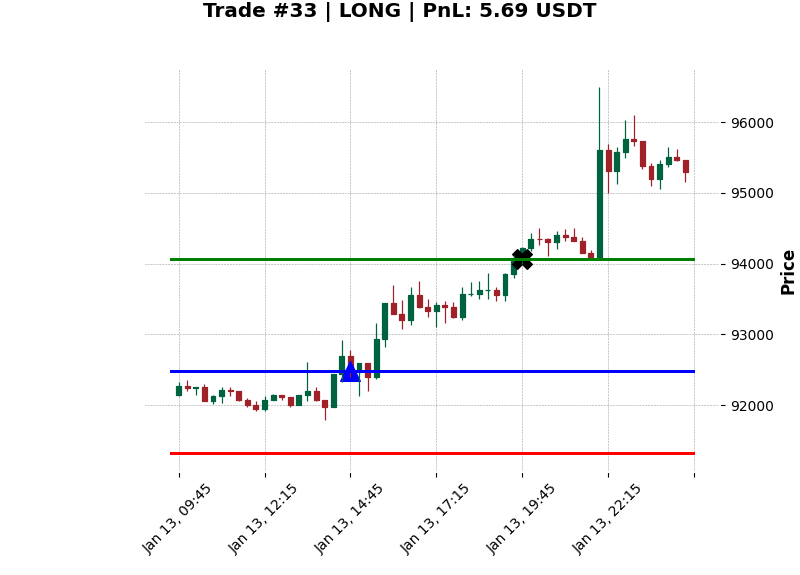 Trade #33 | LONG | PnL: 5.69 USDT
96000
95000
94000
93000
92000
Price
Jan 13, 09:45
Jan 13, 12:15
Jan 13, 14:45
Jan 13, 17:15
Jan 13, 19:45
Jan 13, 22:15